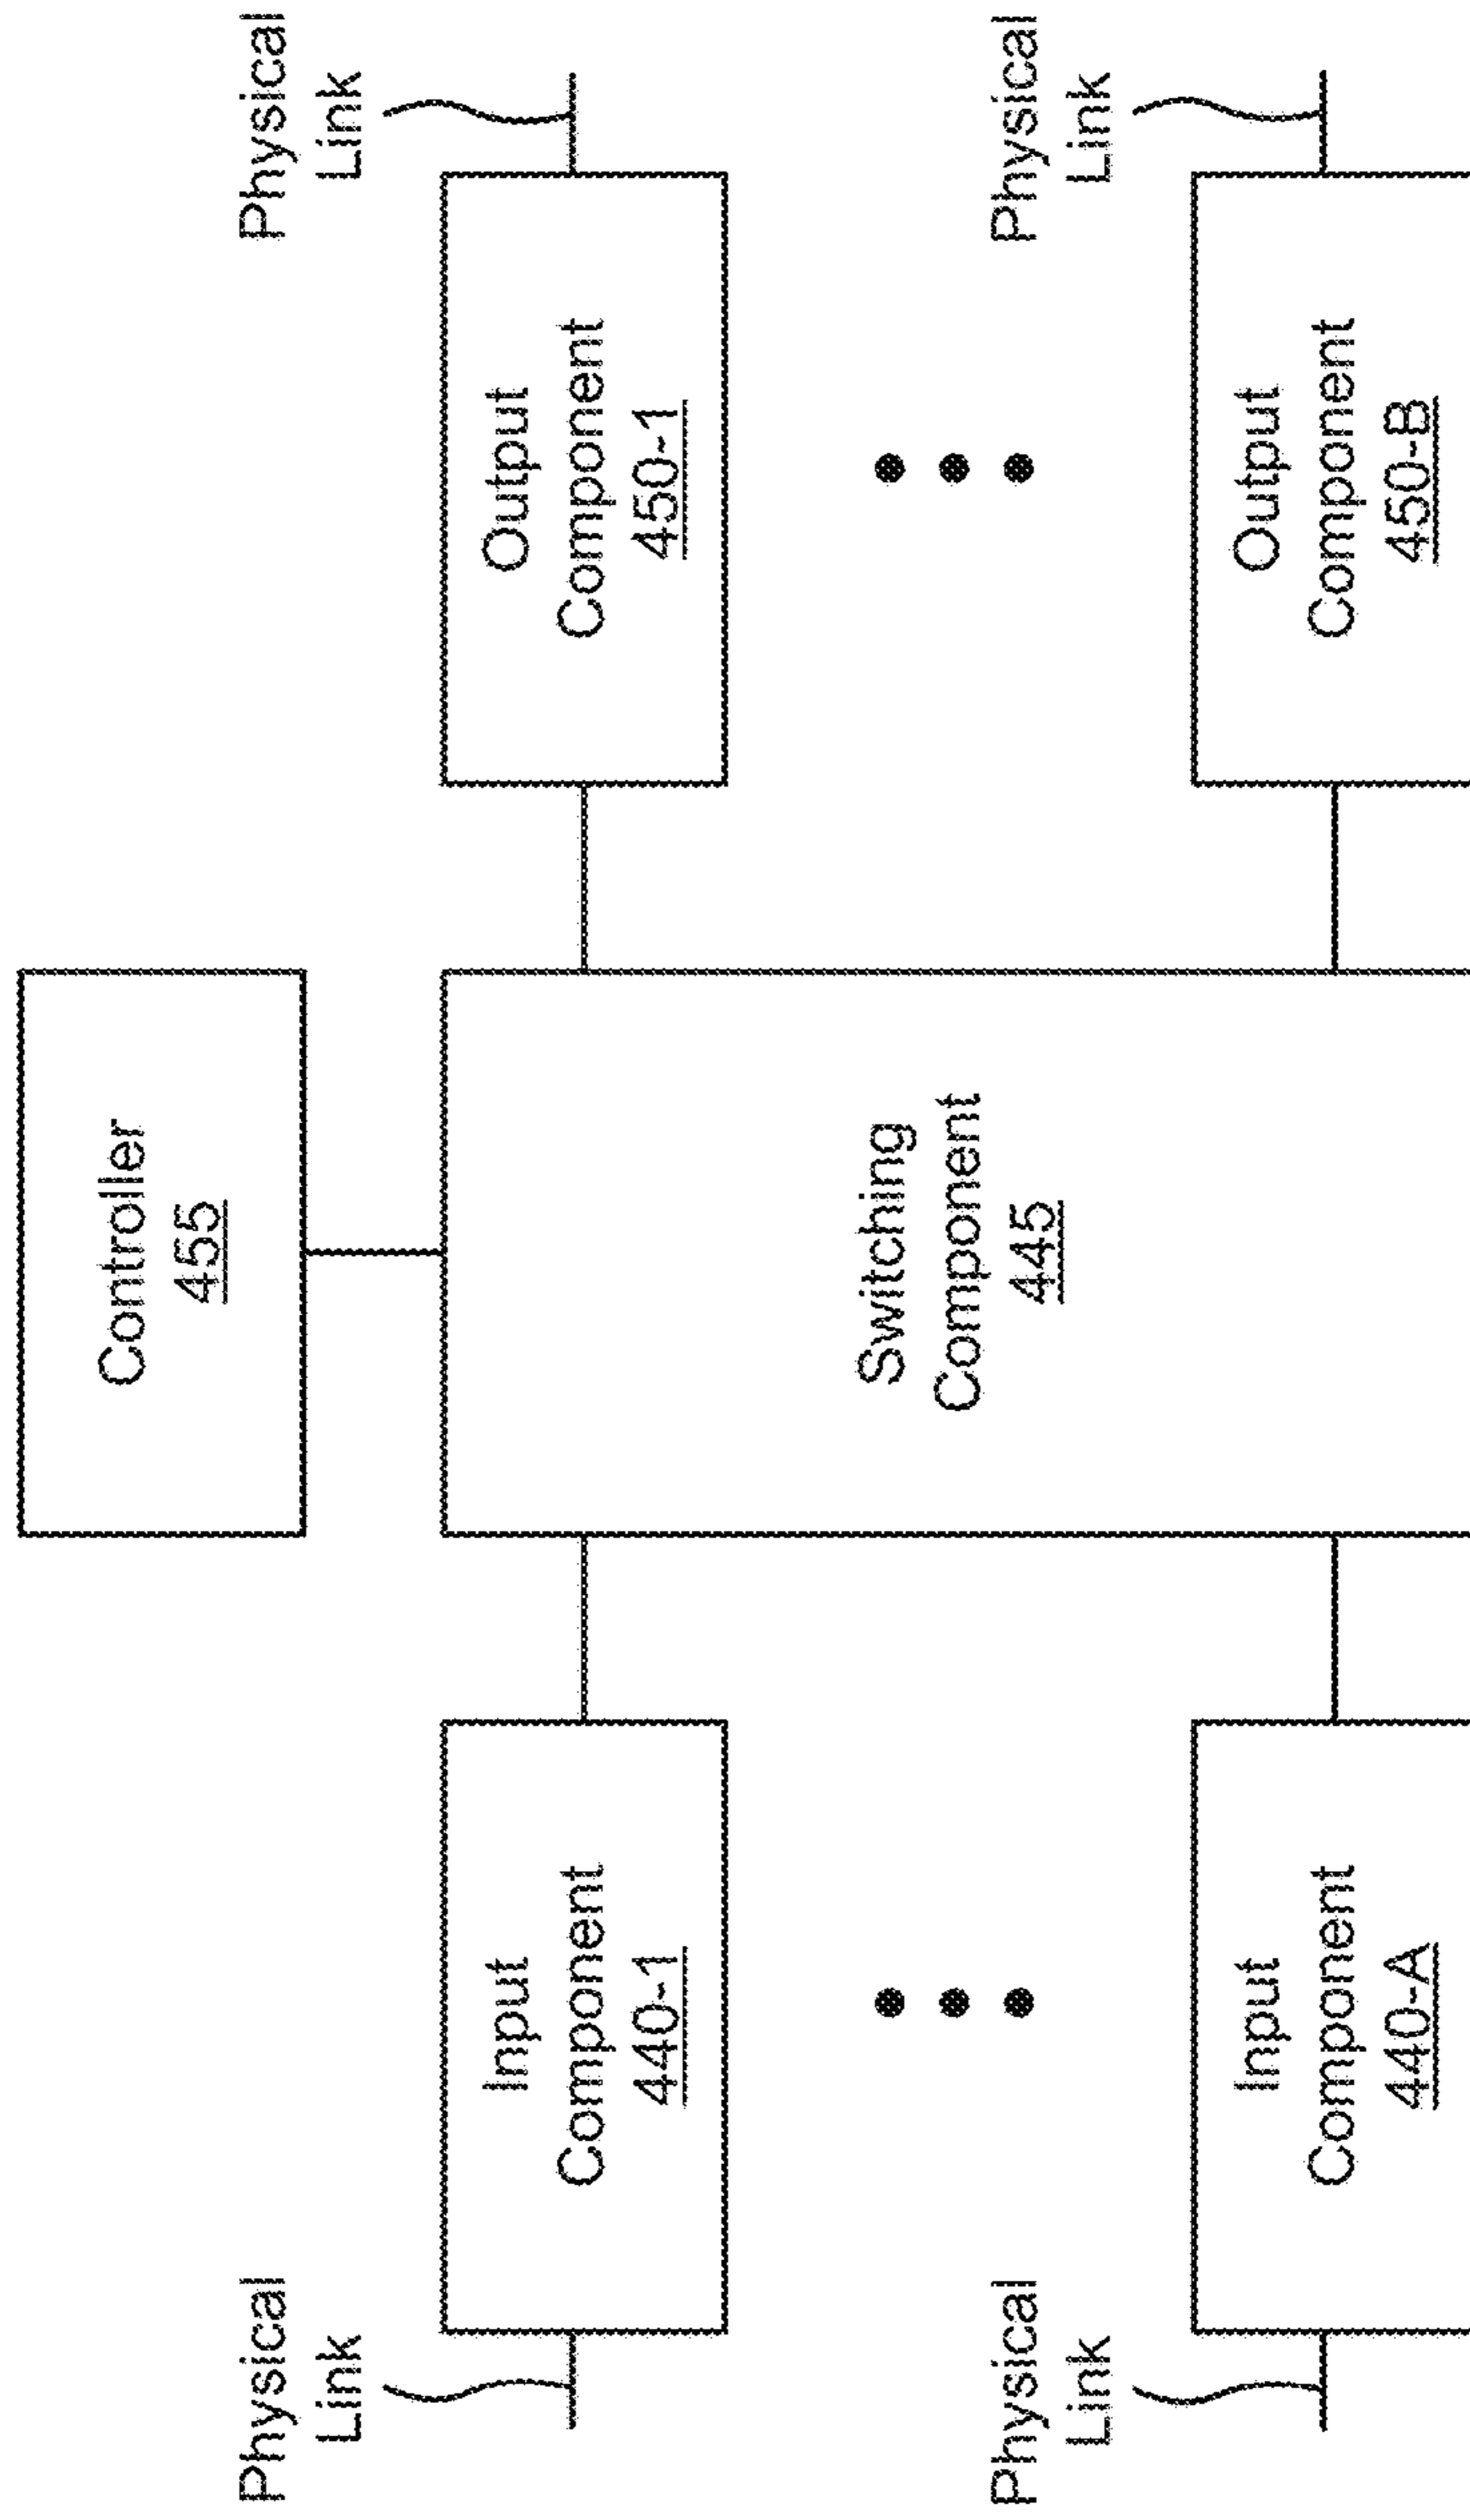 Controller
455
Physical
Link
Input
Component
440-1
Switching
Component
445
Output
Component
450-1
Physical
Link
Physical
Link
Input
Component
440-A
Output
Component
450-B
Physical
Link